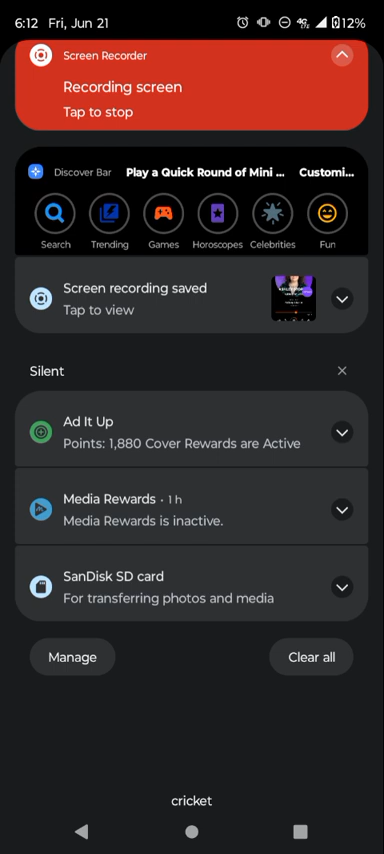 6:12 Fri, Jun 21 4G LTE 12%
Screen Recorder
Recording screen
Tap to stop
Discover Bar Play a Quick Round of Mini ... Customi...
Search Trending Games Horoscopes Celebrities Fun
Screen recording saved
Tap to view
Silent
Ad It Up
Points: 1,880 Cover Rewards are Active
Media Rewards • 1 h
Media Rewards is inactive.
SanDisk SD card
For transferring photos and media
Manage Clear all
cricket